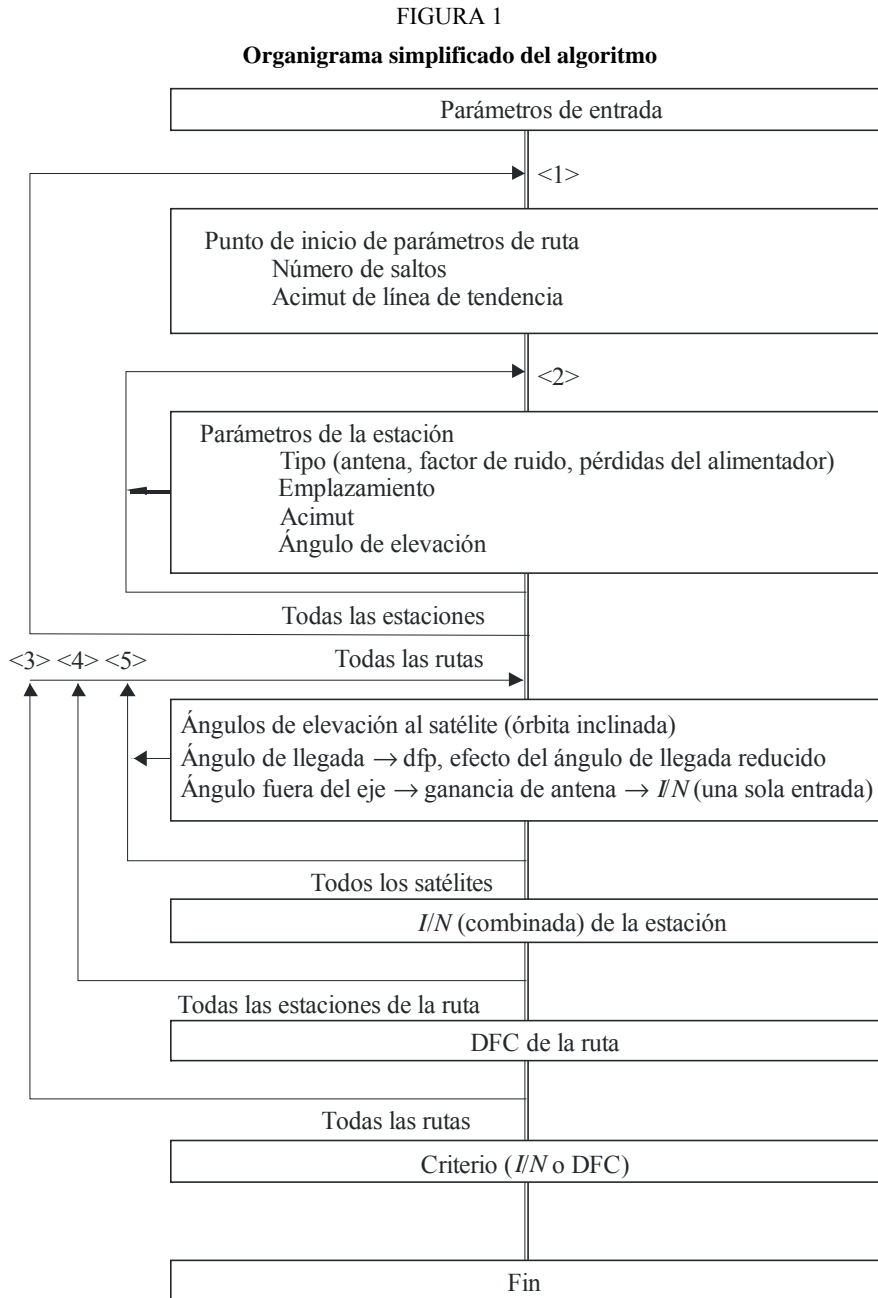 FIGURA 1
Organigrama simplificado del algoritmo
Parámetros de entrada
<1>
Punto de inicio de parámetros de ruta
Número de saltos
Acimut de línea de tendencia
<2>
Parámetros de la estación
Tipo (antena, factor de ruido, pérdidas del alimentador)
Emplazamiento
Acimut
Ángulo de elevación
Todas las estaciones
<3> <4> <5> Todas las rutas
Ángulos de elevación al satélite (órbita inclinada)
Ángulo de llegada → dfp, efecto del ángulo de llegada reducido
Ángulo fuera del eje → ganancia de antena → I/N (una sola entrada)
Todos los satélites
I/N (combinada) de la estación
Todas las estaciones de la ruta
DFC de la ruta
Todas las rutas
Criterio (I/N o DFC)
Fin